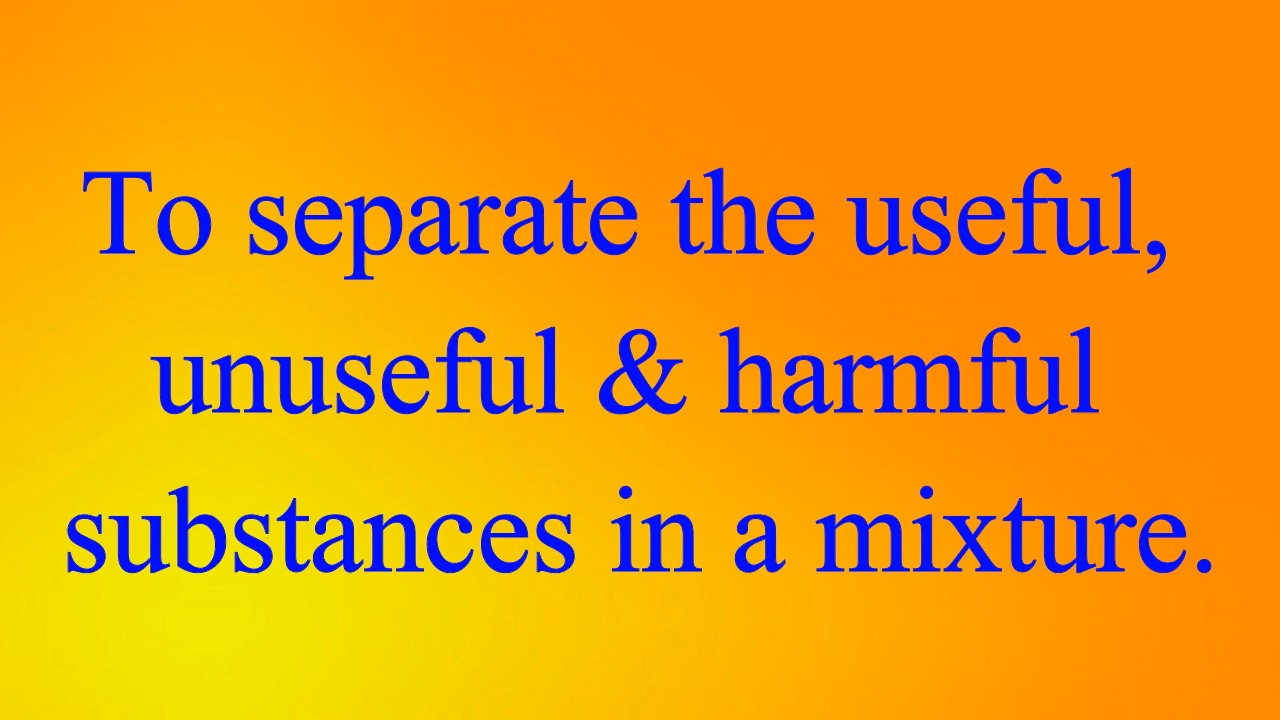 To separate the useful,
unuseful & harmful
substances in a mixture.